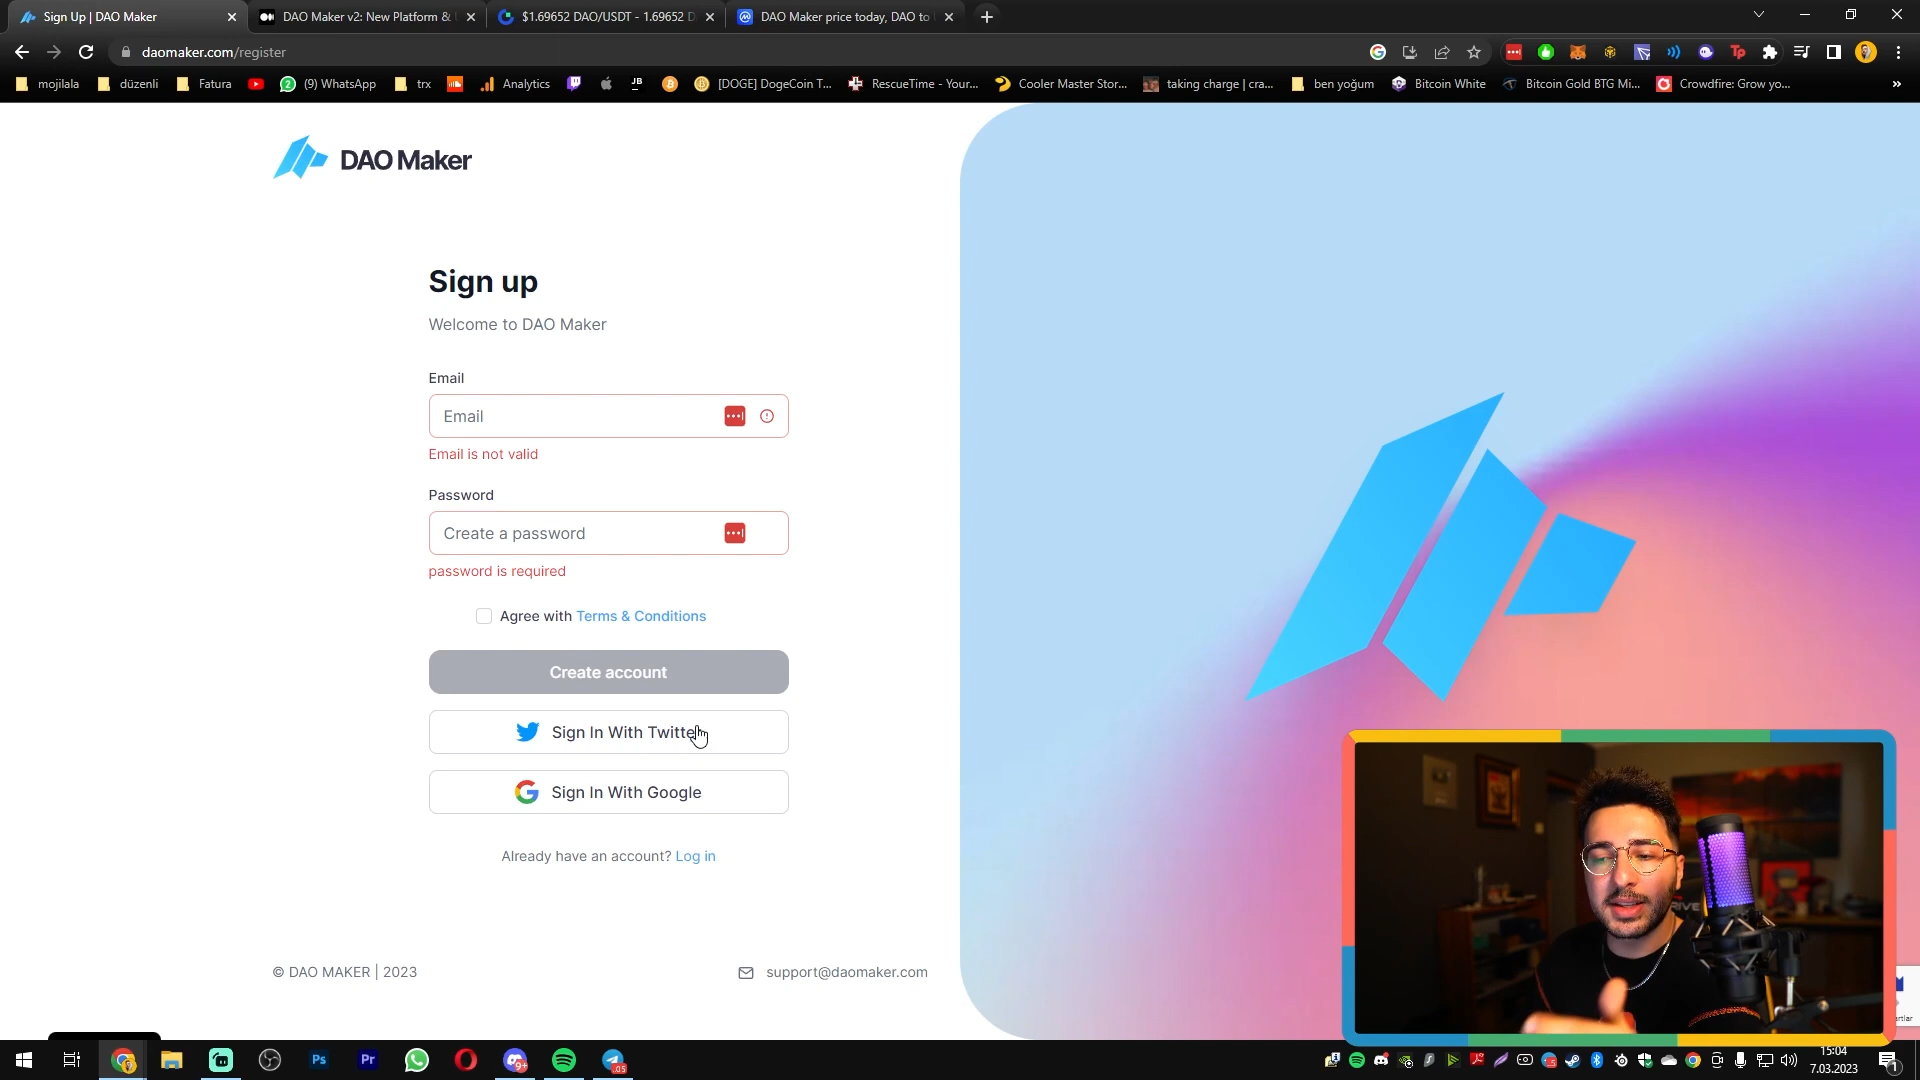 Sign Up | DAO Maker
DAO Maker v2: New Platform &
$1.69652 DAO/USDT - 1.69652 D
DAO Maker price today, DAO to
daomaker.com/register
mojilala
düzenli
Fatura
(9) WhatsApp
trx
Analytics
JB
[DOGE] DogeCoin T...
RescueTime - Your...
Cooler Master Stor...
taking charge | cra...
ben yoğum
Bitcoin White
Bitcoin Gold BTG Mi...
Crowdfire: Grow yo...
»
DAO Maker
Sign up
Welcome to DAO Maker
Email
Email
Email is not valid
Password
Create a password
password is required
Agree with Terms & Conditions
Create account
Sign In With Twitter
Sign In With Google
Already have an account? Log in
© DAO MAKER | 2023
support@daomaker.com
Ps
Pr
9+
15:04
7.03.2023
1